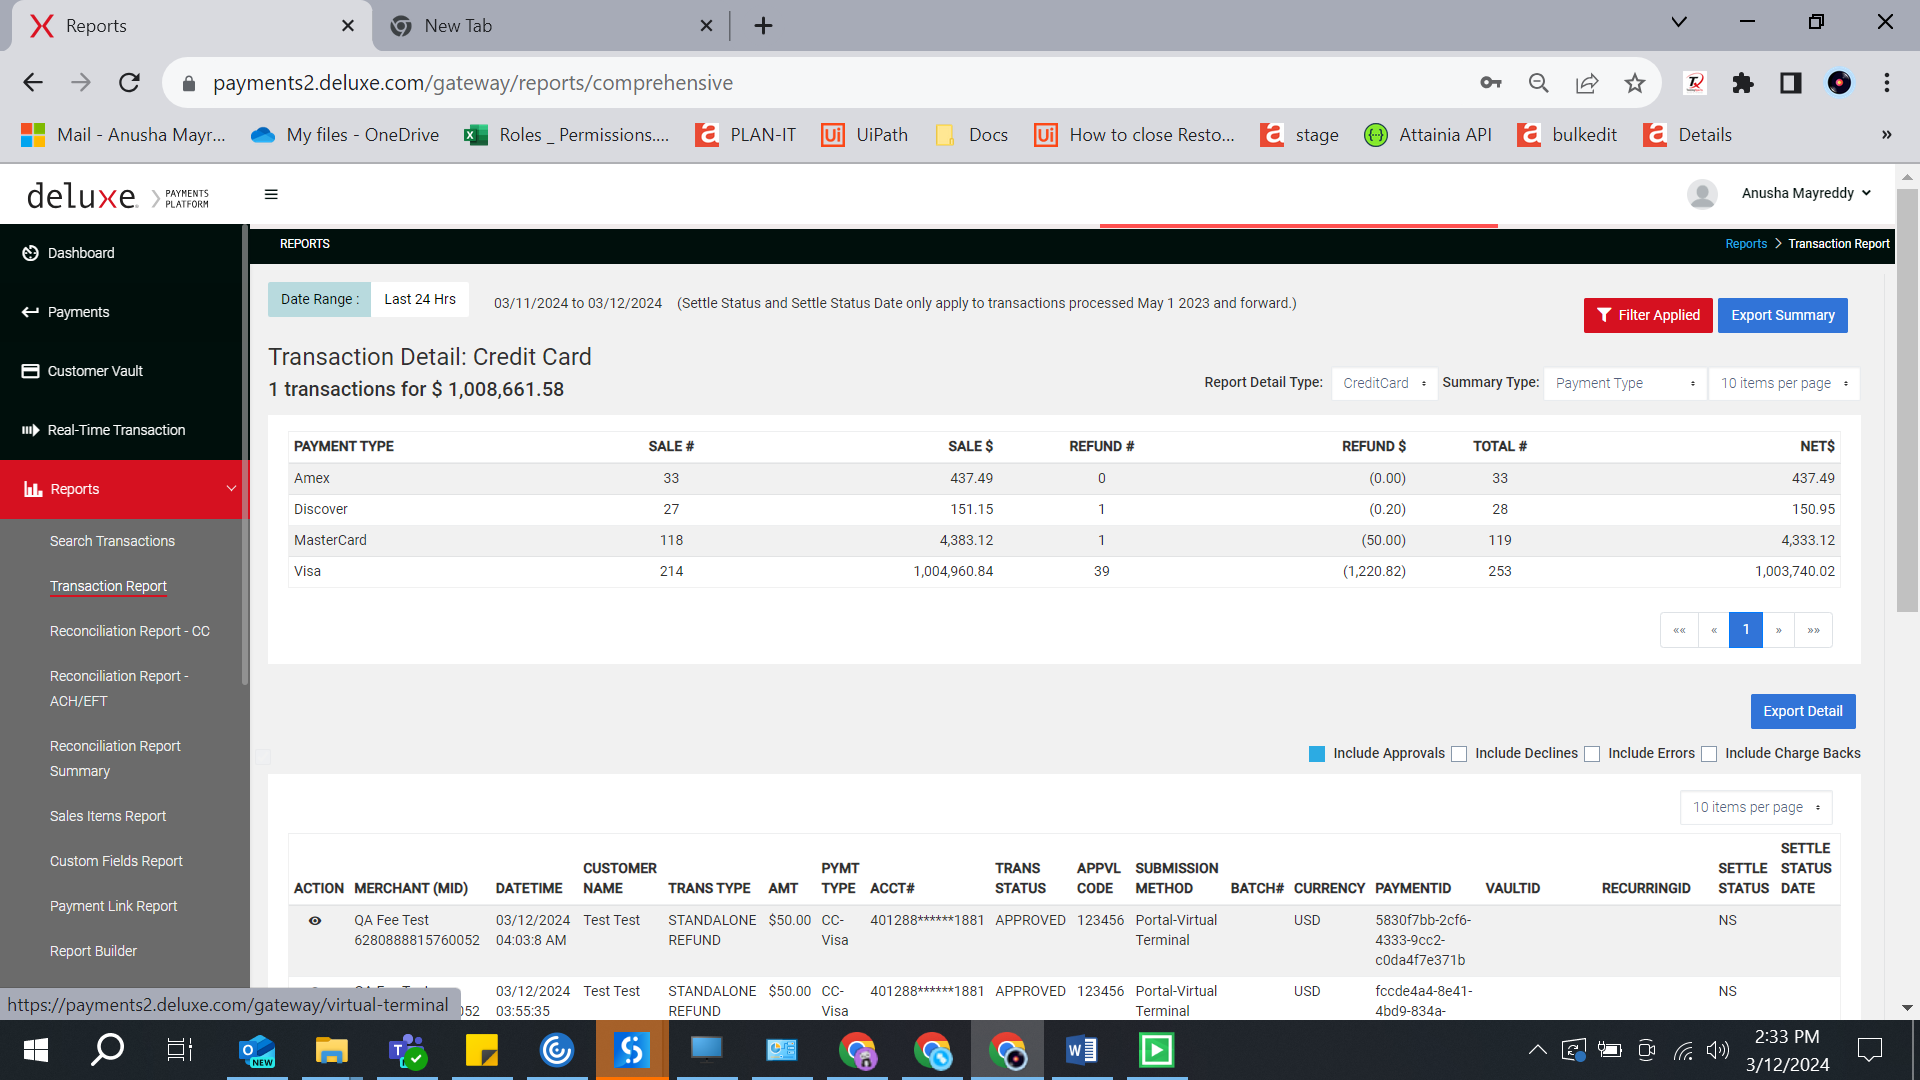 Reports
New Tab
payments2.deluxe.com/gateway/reports/comprehensive
Mail - Anusha Mayr...
My files - OneDrive
Roles _ Permissions....
PLAN-IT
UiPath
Docs
How to close Resto...
stage
Attainia API
bulkedit
Details
»
deluxe. PAYMENTS PLATFORM
Anusha Mayreddy
Dashboard
Payments
Customer Vault
Real-Time Transaction
Reports
Search Transactions
Transaction Report
Reconciliation Report - CC
Reconciliation Report -
ACH/EFT
Reconciliation Report
Summary
Sales Items Report
Custom Fields Report
Payment Link Report
Report Builder
https://payments2.deluxe.com/gateway/virtual-terminal
REPORTS
Reports > Transaction Report
Date Range : Last 24 Hrs 03/11/2024 to 03/12/2024 (Settle Status and Settle Status Date only apply to transactions processed May 1 2023 and forward.)
Filter Applied Export Summary
Transaction Detail: Credit Card
1 transactions for $ 1,008,661.58
Report Detail Type: CreditCard Summary Type: Payment Type 10 items per page
PAYMENT TYPE SALE # SALE $ REFUND # REFUND $ TOTAL # NET$
Amex 33 437.49 0 (0.00) 33 437.49
Discover 27 151.15 1 (0.20) 28 150.95
MasterCard 118 4,383.12 1 (50.00) 119 4,333.12
Visa 214 1,004,960.84 39 (1,220.82) 253 1,003,740.02
«« « 1 » »»
Export Detail
Include Approvals Include Declines Include Errors Include Charge Backs
10 items per page
ACTION MERCHANT (MID) DATETIME CUSTOMER NAME TRANS TYPE AMT PYMT TYPE ACCT# TRANS STATUS APPVL CODE SUBMISSION METHOD BATCH# CURRENCY PAYMENTID VAULTID RECURRINGID SETTLE STATUS SETTLE STATUS DATE
QA Fee Test 03/12/2024 Test Test STANDALONE $50.00 CC- 401288******1881 APPROVED 123456 Portal-Virtual USD 5830f7bb-2cf6- NS
6280888815760052 04:03:8 AM REFUND Visa Terminal 4333-9cc2-
c0da4f7e371b
03/12/2024 Test Test STANDALONE $50.00 CC- 401288******1881 APPROVED 123456 Portal-Virtual USD fccde4a4-8e41- NS
052 03:55:35 REFUND Visa Terminal 4bd9-834a-
NEW
2:33 PM
3/12/2024